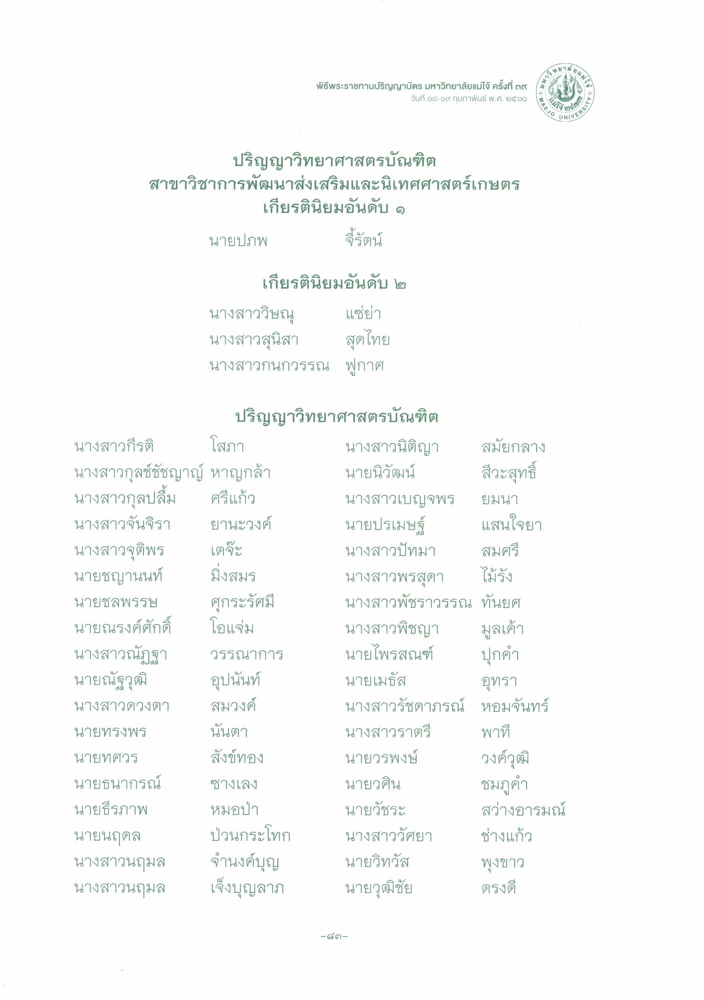 พิธีพระราชทานปริญญาบัตร มหาวิทยาลัยแม่โจ้ ครั้งที่ ๓๙
วันที่ ๑๘-๑๙ กุมภาพันธ์ พ.ศ. ๒๕๖๐
มหาวิทยาลัยแม่โจ้
แม่โจ้ ๒๔๗๗
MAEJO UNIVERSITY
ปริญญาวิทยาศาสตรบัณฑิต
สาขาวิชาการพัฒนาส่งเสริมและนิเทศศาสตร์เกษตร
เกียรตินิยมอันดับ ๑
นายปภพ จี้รัตน์
เกียรตินิยมอันดับ ๒
นางสาววิษณุ แซ่ย่า
นางสาวสุนิสา สุดไทย
นางสาวกนกวรรณ ฟูกาศ
ปริญญาวิทยาศาสตรบัณฑิต
นางสาวกีรติ โสภา นางสาวนิติญา สมัยกลาง
นางสาวกุลช์ชัชญาญ์ หาญกล้า นายนิวัฒน์ สีวะสุทธิ์
นางสาวกุลปลื้ม ศรีแก้ว นางสาวเบญจพร ยมนา
นางสาวจันจิรา ยานะวงค์ นายปรเมษฐ์ แสนใจยา
นางสาวจุติพร เตจ๊ะ นางสาวปัทมา สมศรี
นายชญานนท์ มิ่งสมร นางสาวพรสุดา ไม้รัง
นายชลพรรษ ศุกระรัศมี นางสาวพัชราวรรณ ทันยศ
นายณรงค์ศักดิ์ โอแจ่ม นางสาวพิชญา มูลเค้า
นางสาวณัฏฐา วรรณาการ นายไพรสณฑ์ ปุกคำ
นายณัฐวุฒิ อุปนันท์ นายเมธัส อุทรา
นางสาวดวงตา สมวงค์ นางสาวรัชดาภรณ์ หอมจันทร์
นายทรงพร นันตา นางสาวราตรี พาที
นายทศวร สังข์ทอง นายวรพงษ์ วงค์วุฒิ
นายธนากรณ์ ซางเลง นายวศิน ชมภูคำ
นายธีรภาพ หมอป่า นายวัชระ สว่างอารมณ์
นายนฤดล ป่วนกระโทก นางสาววัศยา ช่างแก้ว
นางสาวนฤมล จำนงค์บุญ นายวิทวัส พุงขาว
นางสาวนฤมล เจ็งบุญลาภ นายวุฒิชัย ตรงดี
-๘๓-